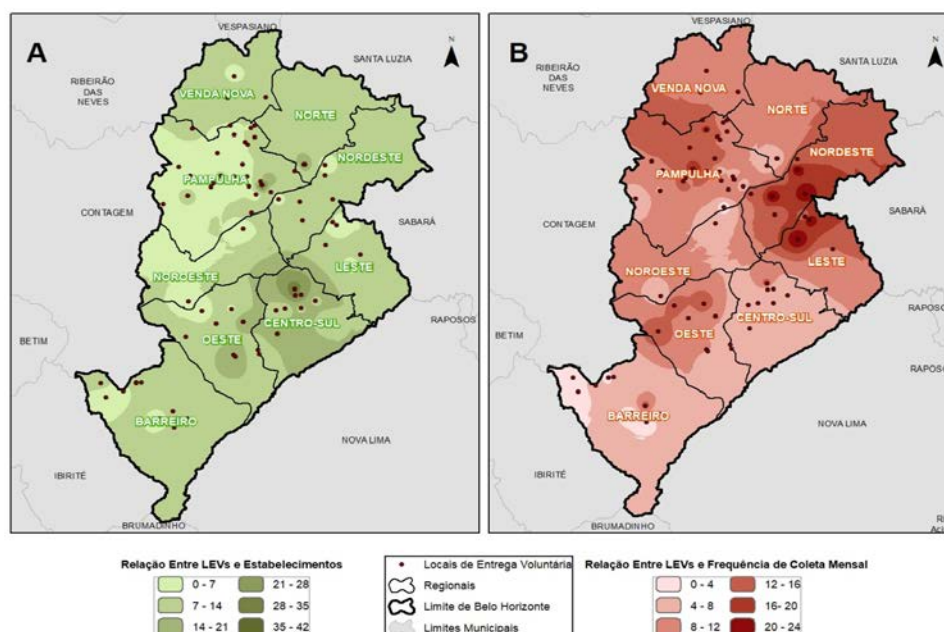 A
N
VESPASIANO
SANTA LUZIA
RIBEIRÃO
DAS
NEVES
VENDA NOVA
NORTE
NORDESTE
PAMPULHA
CONTAGEM
SABARÁ
NOROESTE
LESTE
RAPOSOS
CENTRO-SUL
OESTE
BETIM
BARREIRO
NOVA LIMA
IBIRITÉ
BRUMADINHO
B
N
VESPASIANO
SANTA LUZIA
RIBEIRÃO
DAS
NEVES
VENDA NOVA
NORTE
NORDESTE
PAMPULHA
CONTAGEM
SABARÁ
NOROESTE
LESTE
RAPOSOS
CENTRO-SUL
OESTE
BETIM
RAPOSO
BARREIRO
NOVA LIMA
IBIRITÉ
BRUMADINHO
Relação Entre LEVs e Estabelecimentos
0 - 7
7 - 14
14 - 21
21 - 28
28 - 35
35 - 42
Locais de Entrega Voluntária
Regionais
Limite de Belo Horizonte
Limites Municipais
Relação Entre LEVs e Frequência de Coleta Mensal
0 - 4
4 - 8
8 - 12
12 - 16
16 - 20
20 - 24